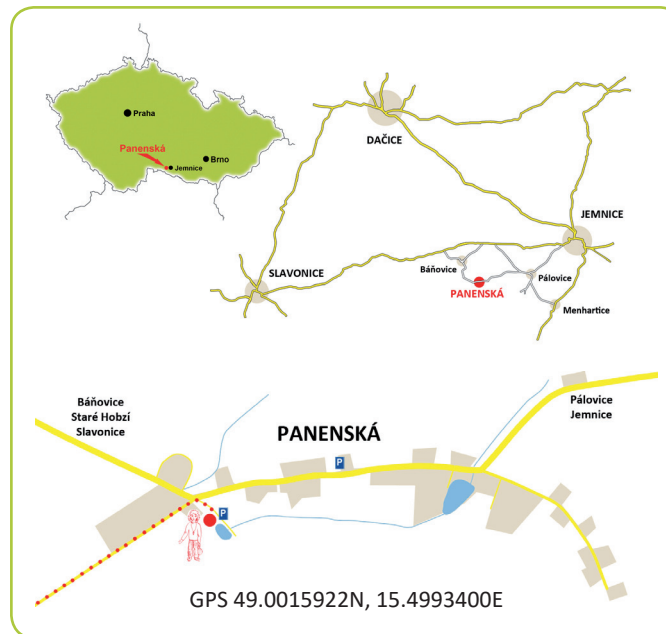 Praha
Panenská
Brno
Jemnice
DAČICE
JEMNICE
SLAVONICE
Báňovice
Pálovice
PANENSKÁ
Menhartice
Báňovice
Staré Hobzí
Slavonice
PANENSKÁ
Pálovice
Jemnice
P
P
GPS 49.0015922N, 15.4993400E